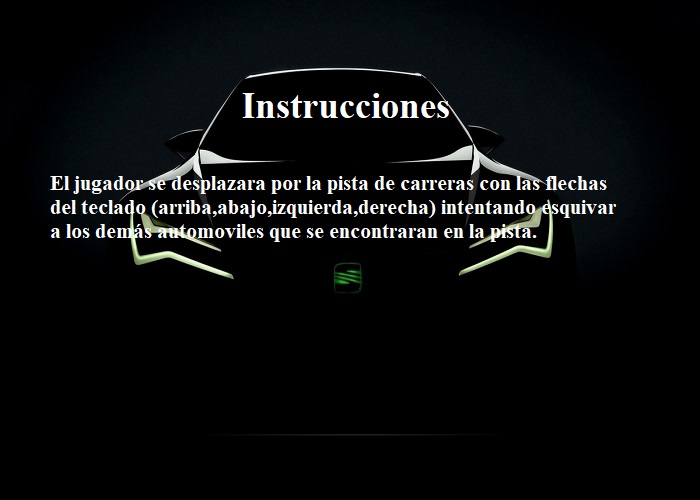 Instrucciones
El jugador se desplazara por la pista de carreras con las flechas
del teclado (arriba,abajo,izquierda,derecha) intentando esquivar
a los demás automoviles que se encontraran en la pista.